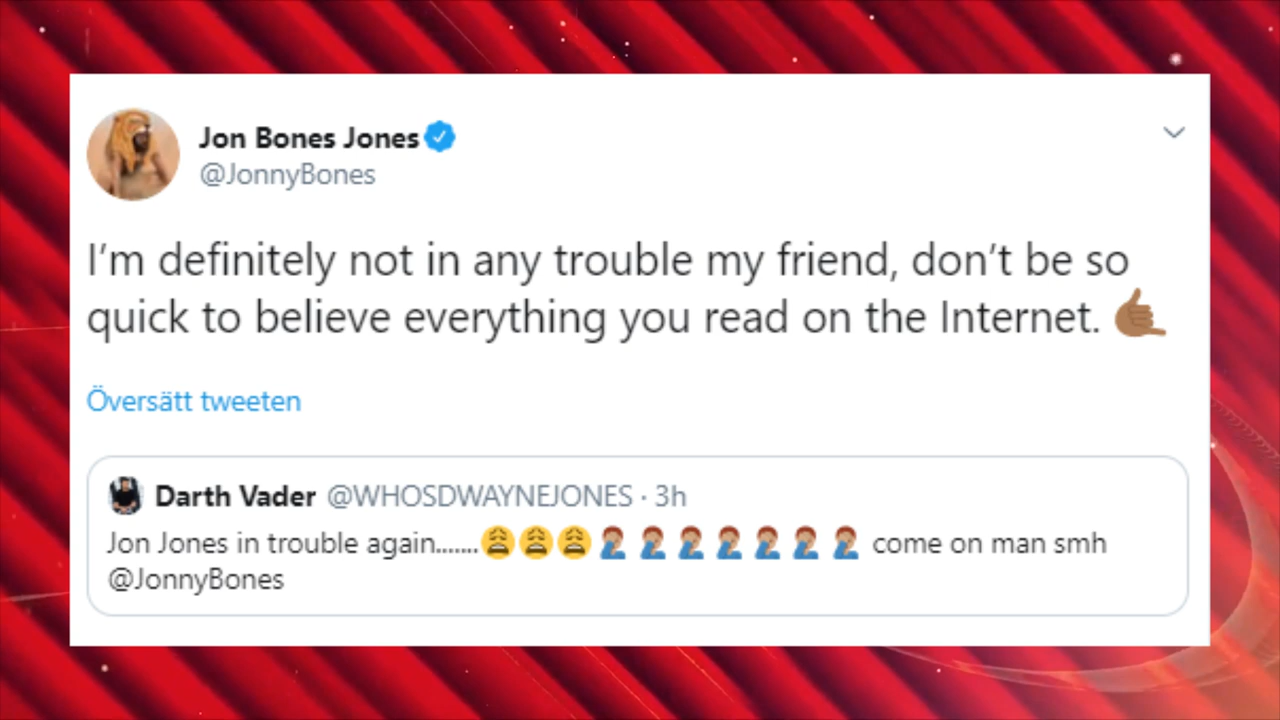 Jon Bones Jones
@JonnyBones
I’m definitely not in any trouble my friend, don’t be so
quick to believe everything you read on the Internet. 🤙🏾
Översätt tweeten
Darth Vader @WHOSDWAYNEJONES · 3h
Jon Jones in trouble again.......😩😩😩🤦🏽‍♂️🤦🏽‍♂️🤦🏽‍♂️🤦🏽‍♂️🤦🏽‍♂️🤦🏽‍♂️🤦🏽‍♂️ come on man smh
@JonnyBones